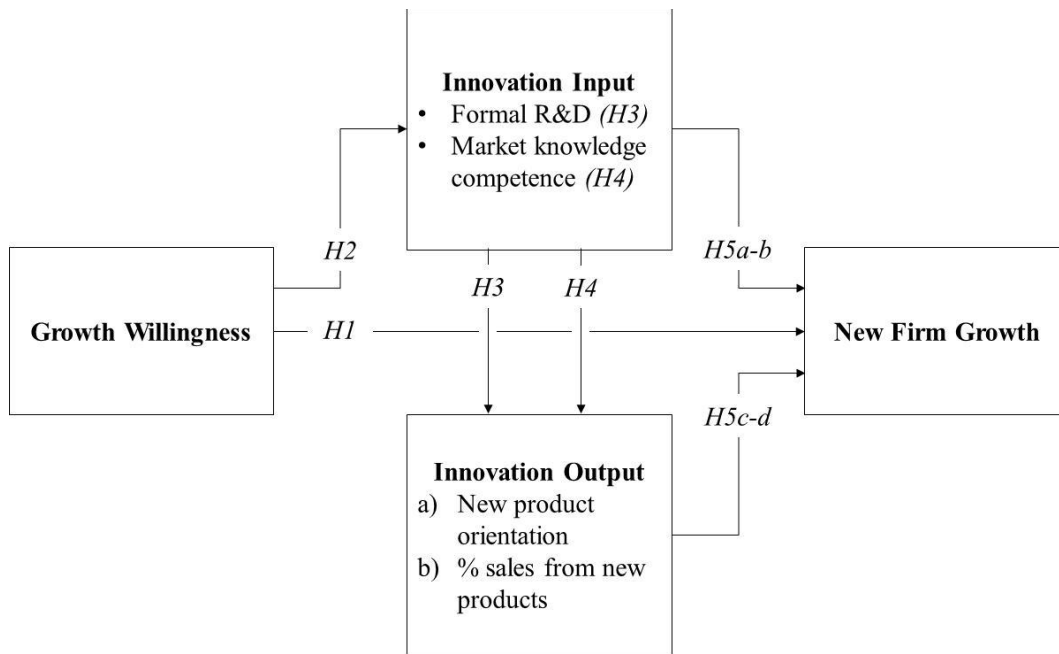 Innovation Input
• Formal R&D (H3)
• Market knowledge
competence (H4)
H2
H3
H4
H5a-b
Growth Willingness
H1
New Firm Growth
H5c-d
Innovation Output
a) New product
orientation
b) % sales from new
products